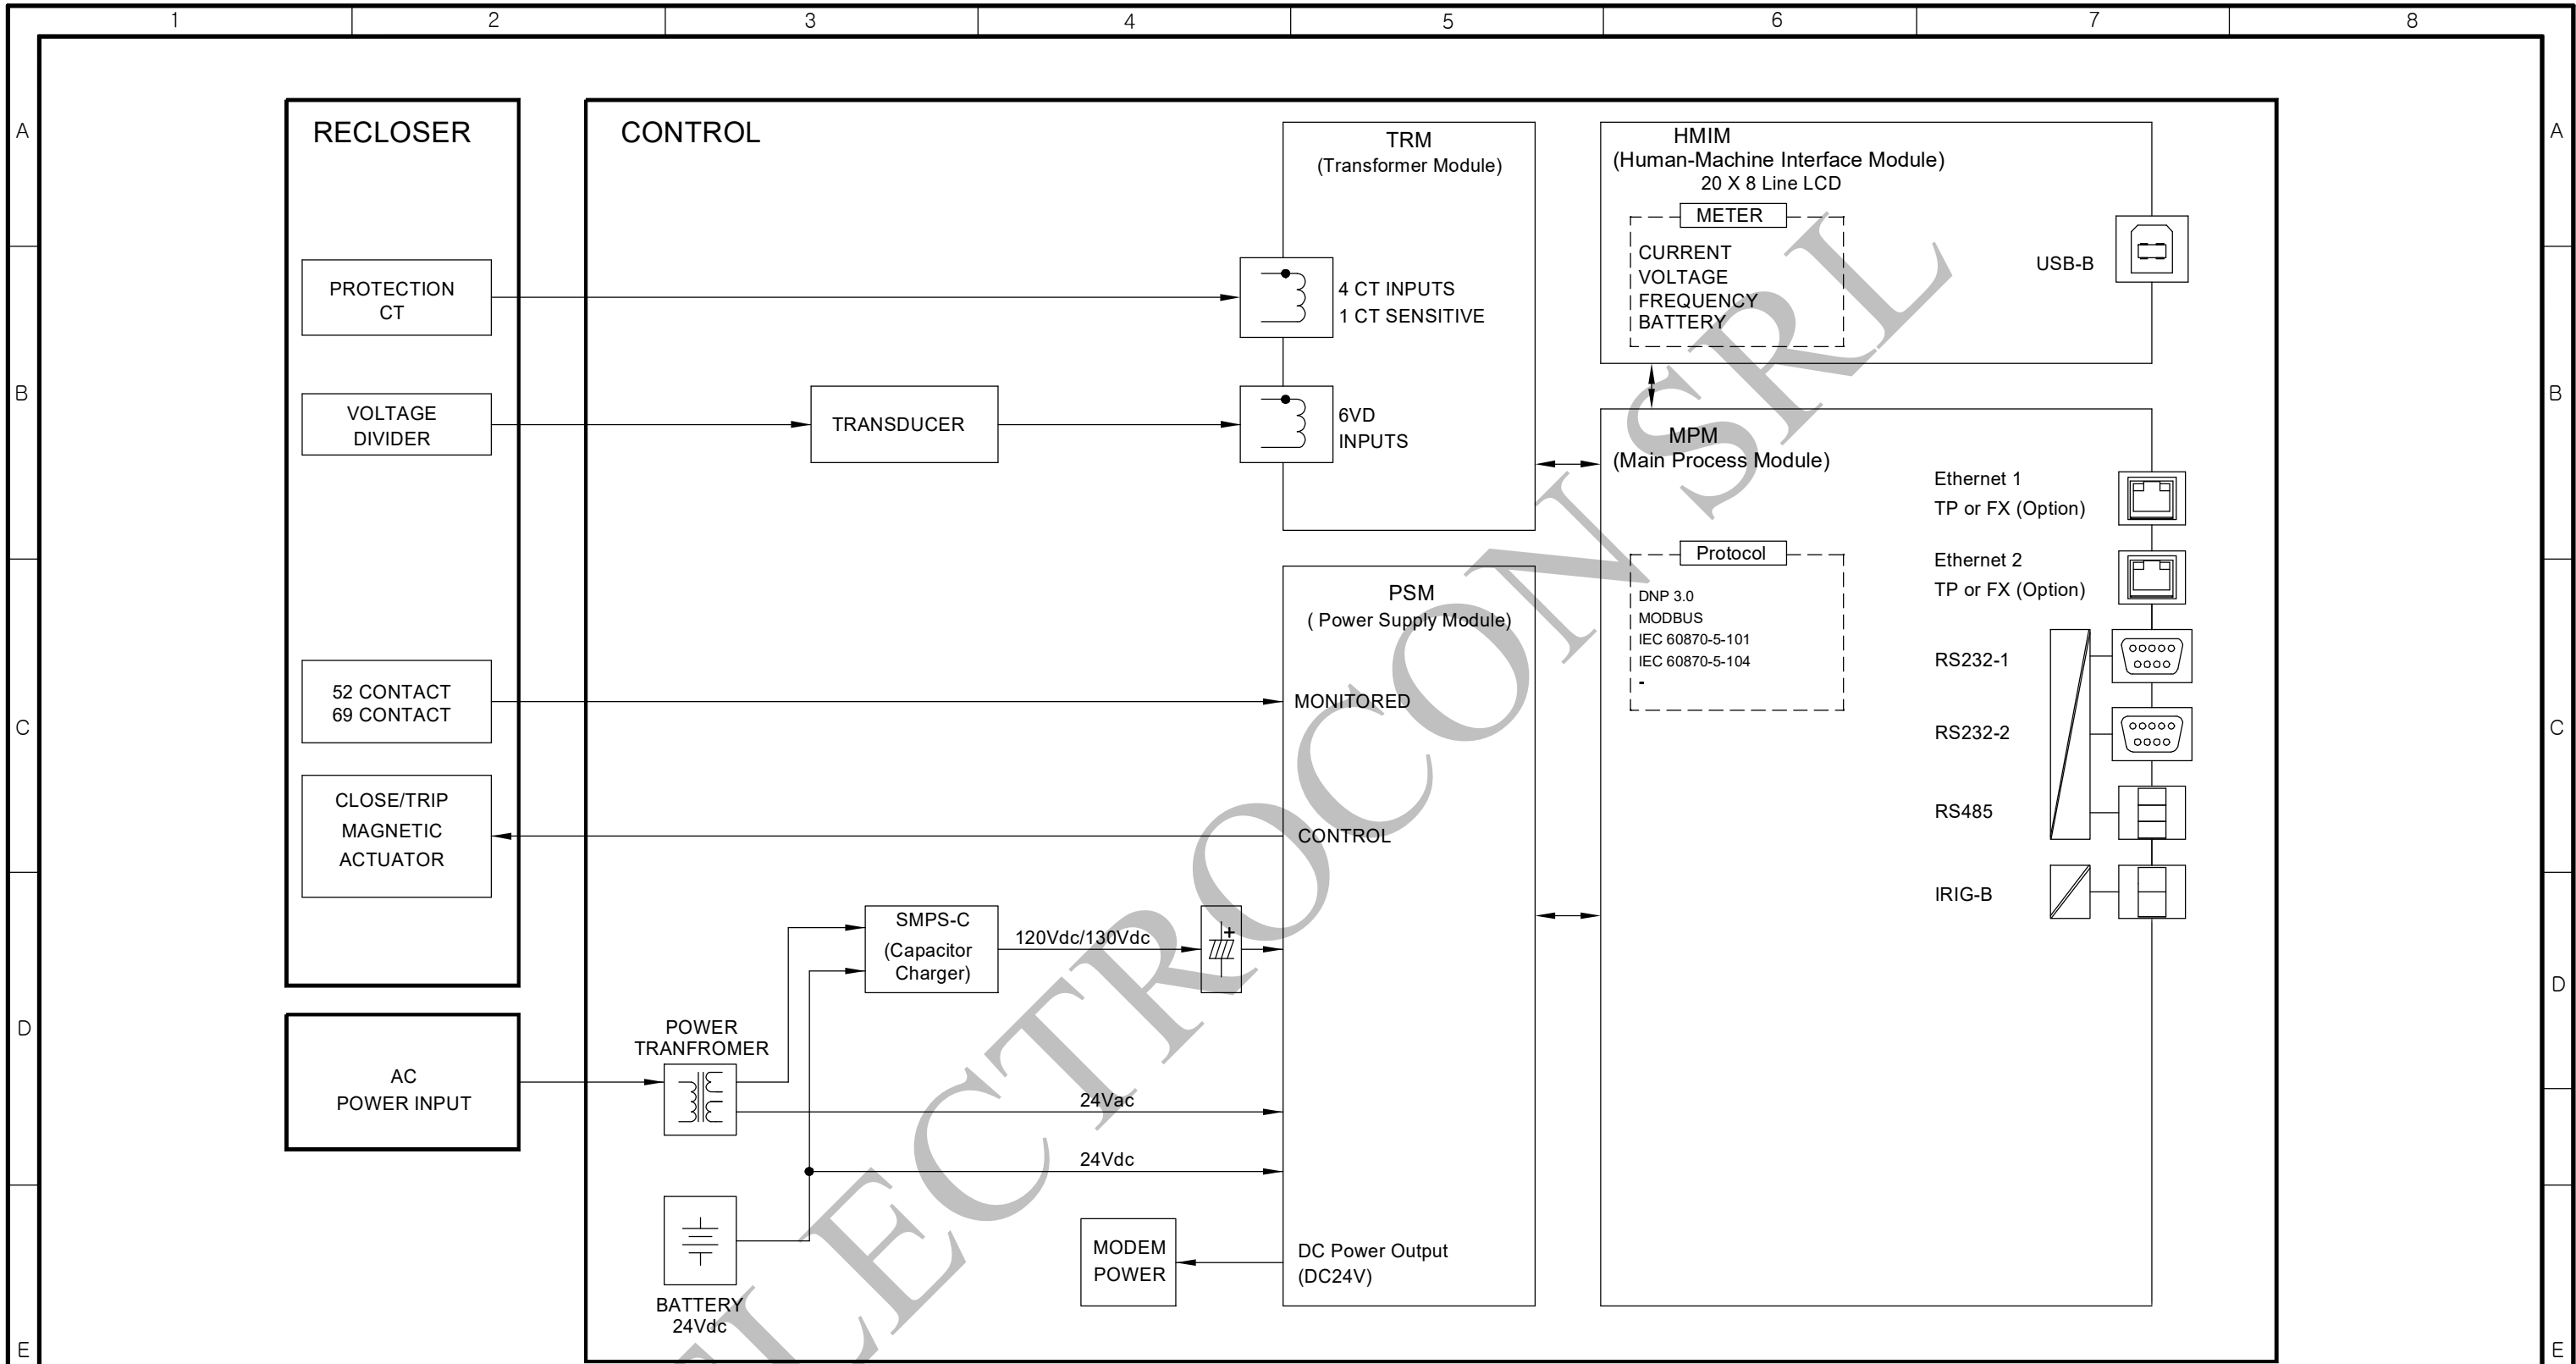 1 2 3 4 5 6 7 8
A
A
B
B
C
C
D
D
E
E
RECLOSER
PROTECTION
CT
VOLTAGE
DIVIDER
52 CONTACT
69 CONTACT
CLOSE/TRIP
MAGNETIC
ACTUATOR
AC
POWER INPUT
CONTROL
TRANSDUCER
SMPS-C
(Capacitor
Charger)
120Vdc/130Vdc
+
POWER
TRANFROMER
24Vac
24Vdc
BATTERY
24Vdc
MODEM
POWER
TRM
(Transformer Module)
4 CT INPUTS
1 CT SENSITIVE
6VD
INPUTS
PSM
( Power Supply Module)
MONITORED
CONTROL
DC Power Output
(DC24V)
HMIM
(Human-Machine Interface Module)
20 X 8 Line LCD
METER
CURRENT
VOLTAGE
FREQUENCY
BATTERY
USB-B
MPM
(Main Process Module)
Protocol
DNP 3.0
MODBUS
IEC 60870-5-101
IEC 60870-5-104
-
Ethernet 1
TP or FX (Option)
Ethernet 2
TP or FX (Option)
RS232-1
RS232-2
RS485
IRIG-B
ELECTROCON SRL